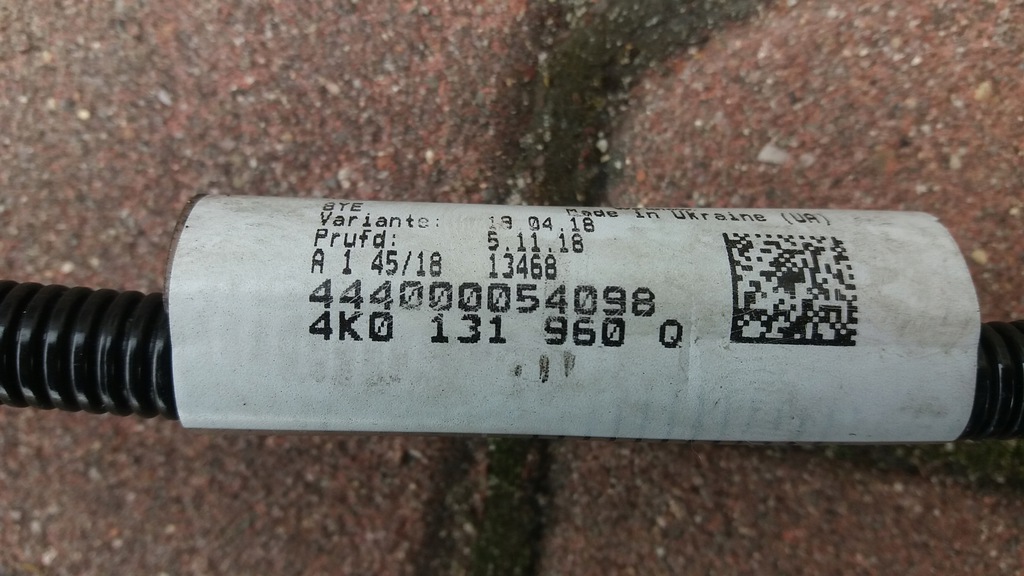 BTE Made in Ukraine (UA)
Variante: 19.04.18
Prufd: 5.11.18
A 1 45/18 13468
444000054098
4K0 131 960 Q